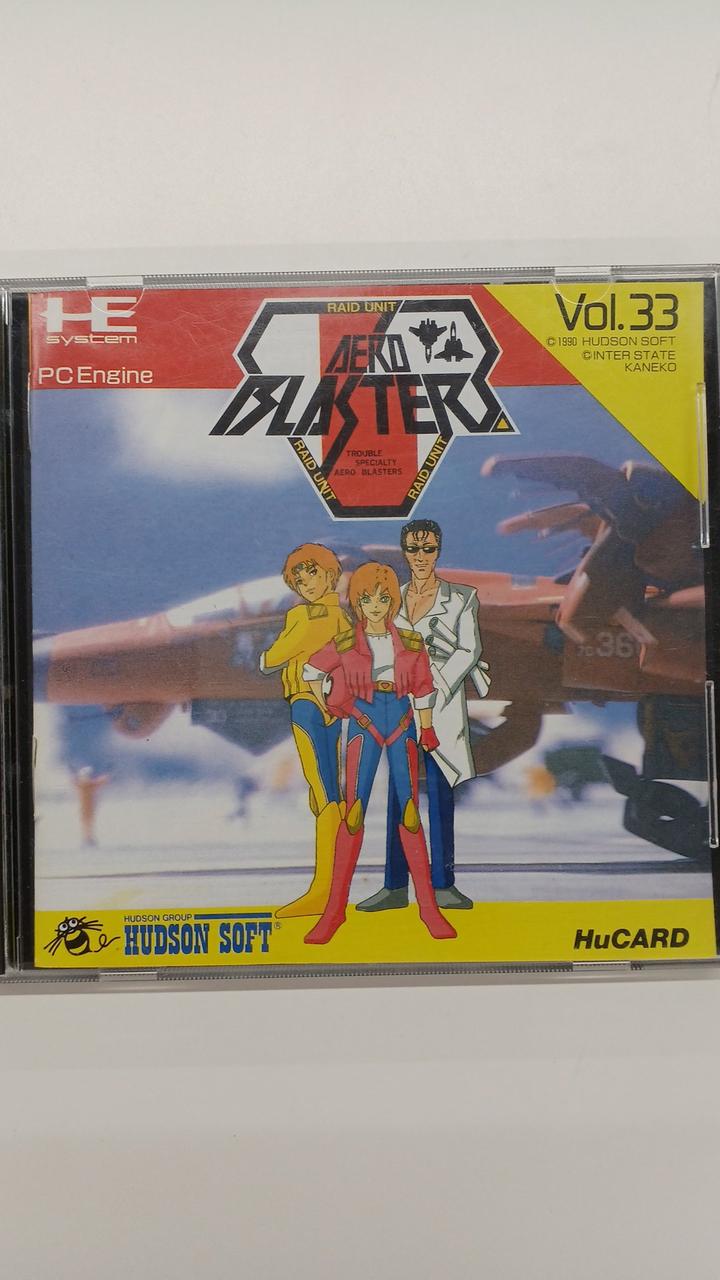 HE
system
PC Engine
RAID UNIT
AERO
BLASTERS
TROUBLE
SPECIALTY
AERO BLASTERS
RAID UNIT
RAID UNIT
Vol.33
©1990 HUDSON SOFT
©INTER STATE
KANEKO
36
HUDSON GROUP
HUDSON SOFT®
HuCARD